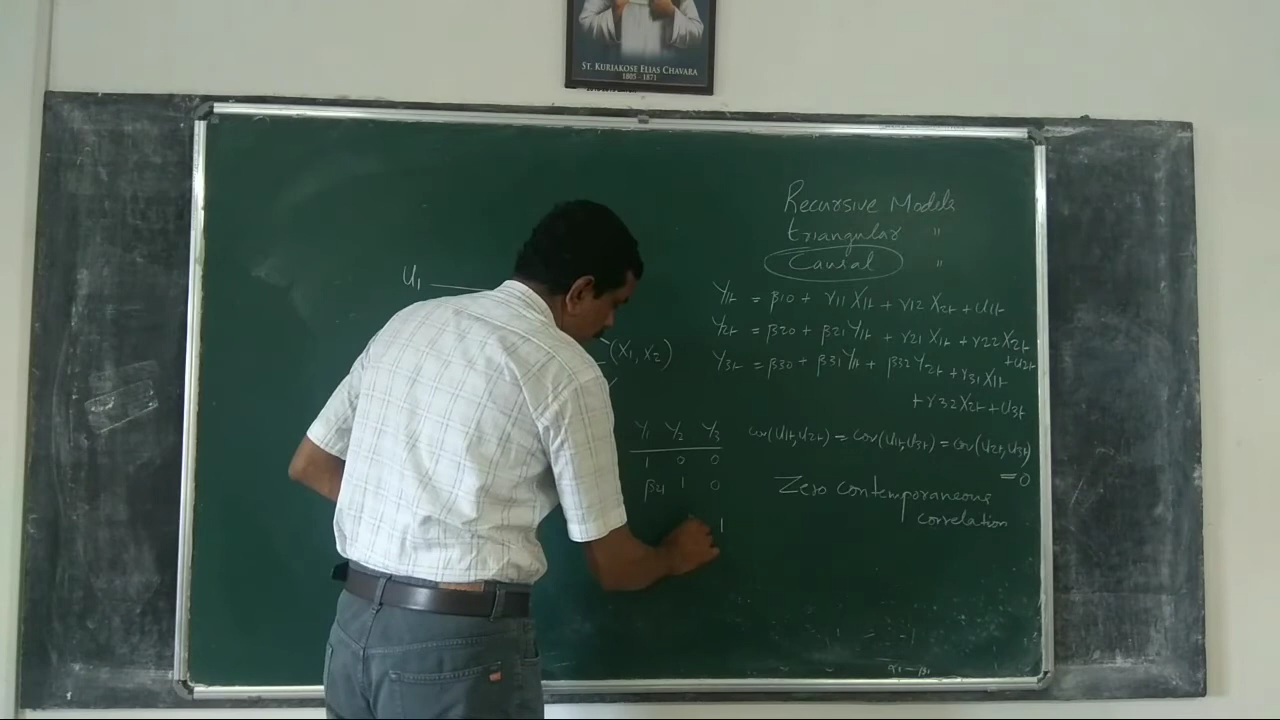 ST. KURIAKOSE ELIAS CHAVARA
1805 - 1871
Recursive Models
triangular "
Causal "
U1
Y1t = β10 + γ11 X1t + γ12 X2t + U1t
Y2t = β20 + β21 Y1t + γ21 X1t + γ22 X2t
+ U2t
(X1, X2)
Y3t = β30 + β31 Y1t + β32 Y2t + γ31 X1t
+ γ32 X2t + U3t
Y1 Y2 Y3
cov(U1t, U2t) = cov(U1t, U3t) = cov(U2t, U3t)
= 0
1 0 0
β21 1 0
Zero contemporaneous
correlation
1